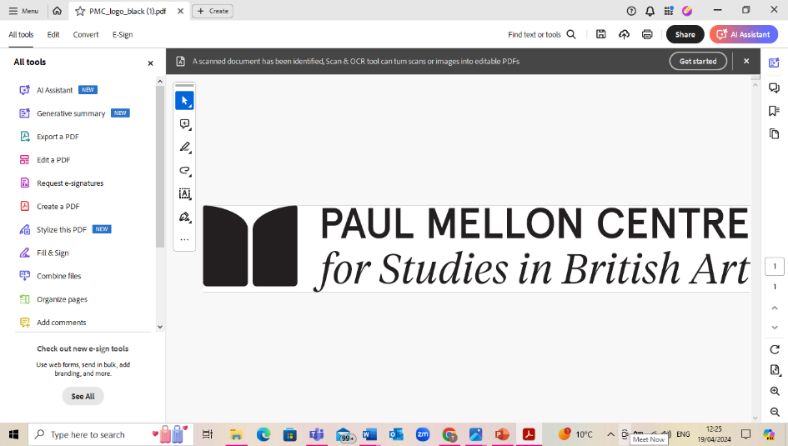 Menu
PMC_logo_black (1).pdf
Create
All tools
Edit
Convert
E-Sign
Find text or tools
Share
AI Assistant
All tools
A scanned document has been identified, Scan & OCR tool can turn scans or images into editable PDFs
Get started
AI Assistant NEW
Generative summary NEW
Export a PDF
Edit a PDF
Request e-signatures
Create a PDF
Stylize this PDF NEW
Fill & Sign
Combine files
Organize pages
Add comments
Check out new e-sign tools
Use web forms, send in bulk, add
branding, and more.
See All
PAUL MELLON CENTRE
for Studies in British Art
1
1
Type here to search
99+
zm
10°C
ENG
12:25
19/04/2024
Meet Now